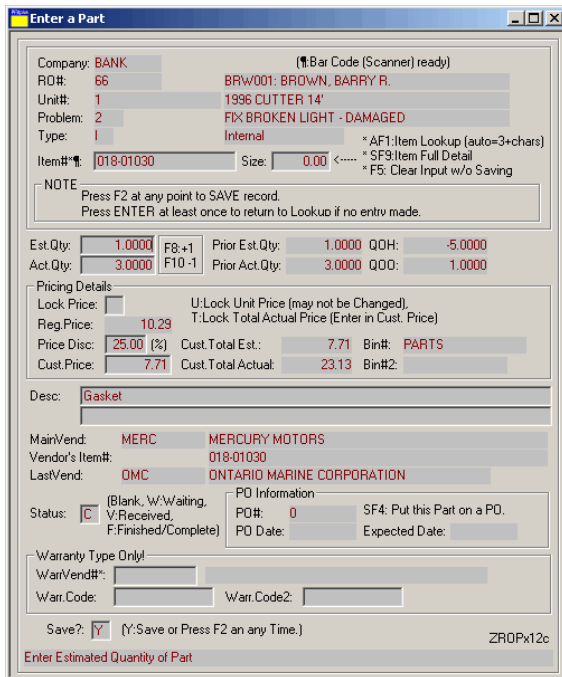 Enter a Part
Company: BANK (¶:Bar Code (Scanner) ready)
RO#: 66 BRW001: BROWN, BARRY R.
Unit#: 1 1996 CUTTER 14'
Problem: 2 FIX BROKEN LIGHT - DAMAGED
Type: I Internal
* AF1:Item Lookup (auto=3+chars)
Item#*¶: 018-01030 Size: 0.00 <----- * SF9:Item Full Detail
* F5: Clear Input w/o Saving
NOTE
Press F2 at any point to SAVE record.
Press ENTER at least once to return to Lookup if no entry made.
Est.Qty: 1.0000 F8:+1 Prior Est.Qty: 1.0000 QOH: -5.0000
Act.Qty: 3.0000 F10 -1 Prior Act.Qty: 3.0000 QOO: 1.0000
Pricing Details
Lock Price: U:Lock Unit Price (may not be Changed),
T:Lock Total Actual Price (Enter in Cust. Price)
Reg.Price: 10.29
Price Disc: 25.00 (%) Cust.Total Est.: 7.71 Bin#: PARTS
Cust.Price: 7.71 Cust.Total Actual: 23.13 Bin#2:
Desc: Gasket
MainVend: MERC MERCURY MOTORS
Vendor's Item#: 018-01030
LastVend: OMC ONTARIO MARINE CORPORATION
Status: C (Blank, W:Waiting,
V:Received,
F:Finished/Complete)
PO Information
PO#: 0 SF4: Put this Part on a PO.
PO Date: Expected Date:
Warranty Type Only!
WarrVend#*:
Warr.Code: Warr.Code2:
Save?: Y (Y:Save or Press F2 an any Time.)
ZROPx12c
Enter Estimated Quantity of Part